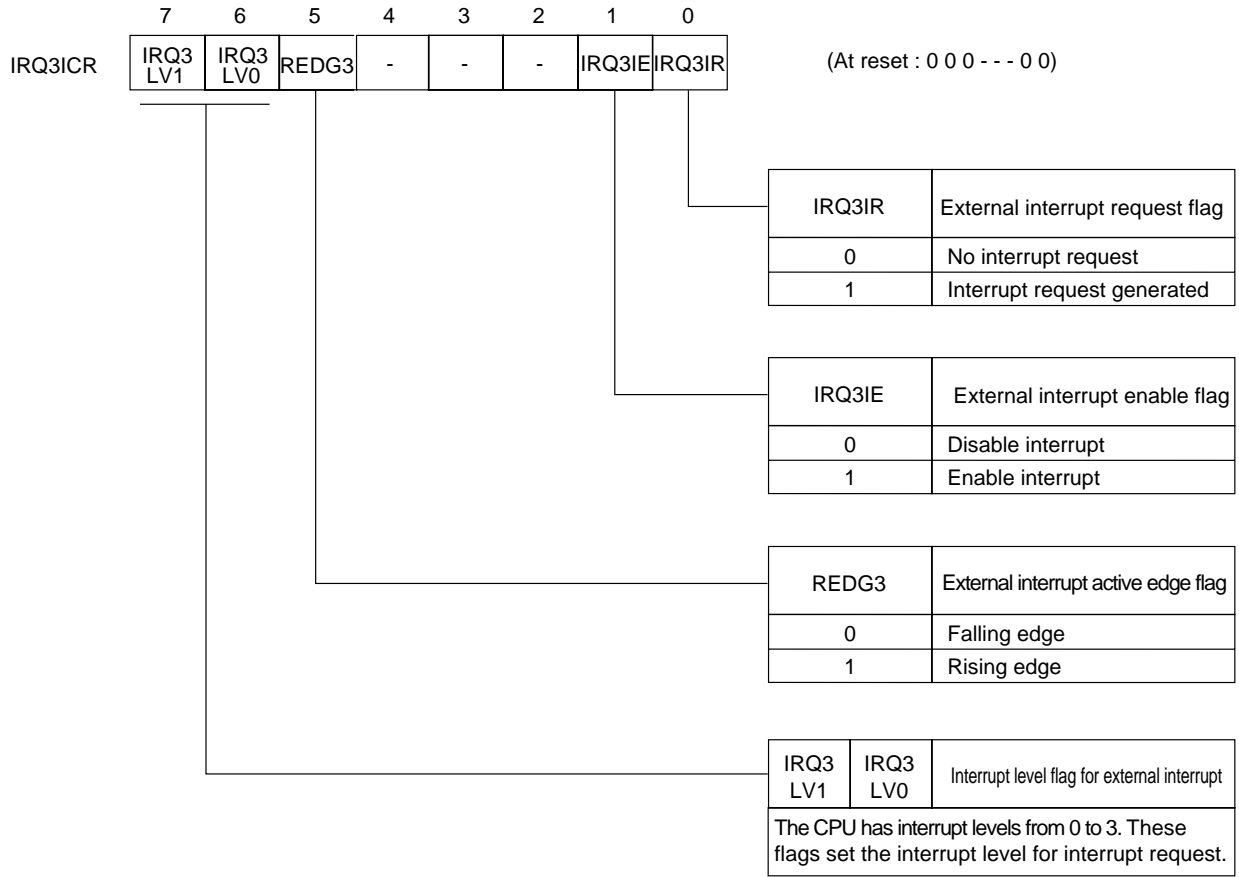 7 6 5 4 3 2 1 0
IRQ3ICR IRQ3 LV1 IRQ3 LV0 REDG3 - - - IRQ3IE IRQ3IR (At reset : 0 0 0 - - - 0 0)
IRQ3IR External interrupt request flag
0 No interrupt request
1 Interrupt request generated
IRQ3IE External interrupt enable flag
0 Disable interrupt
1 Enable interrupt
REDG3 External interrupt active edge flag
0 Falling edge
1 Rising edge
IRQ3 LV1 IRQ3 LV0 Interrupt level flag for external interrupt
The CPU has interrupt levels from 0 to 3. These
flags set the interrupt level for interrupt request.